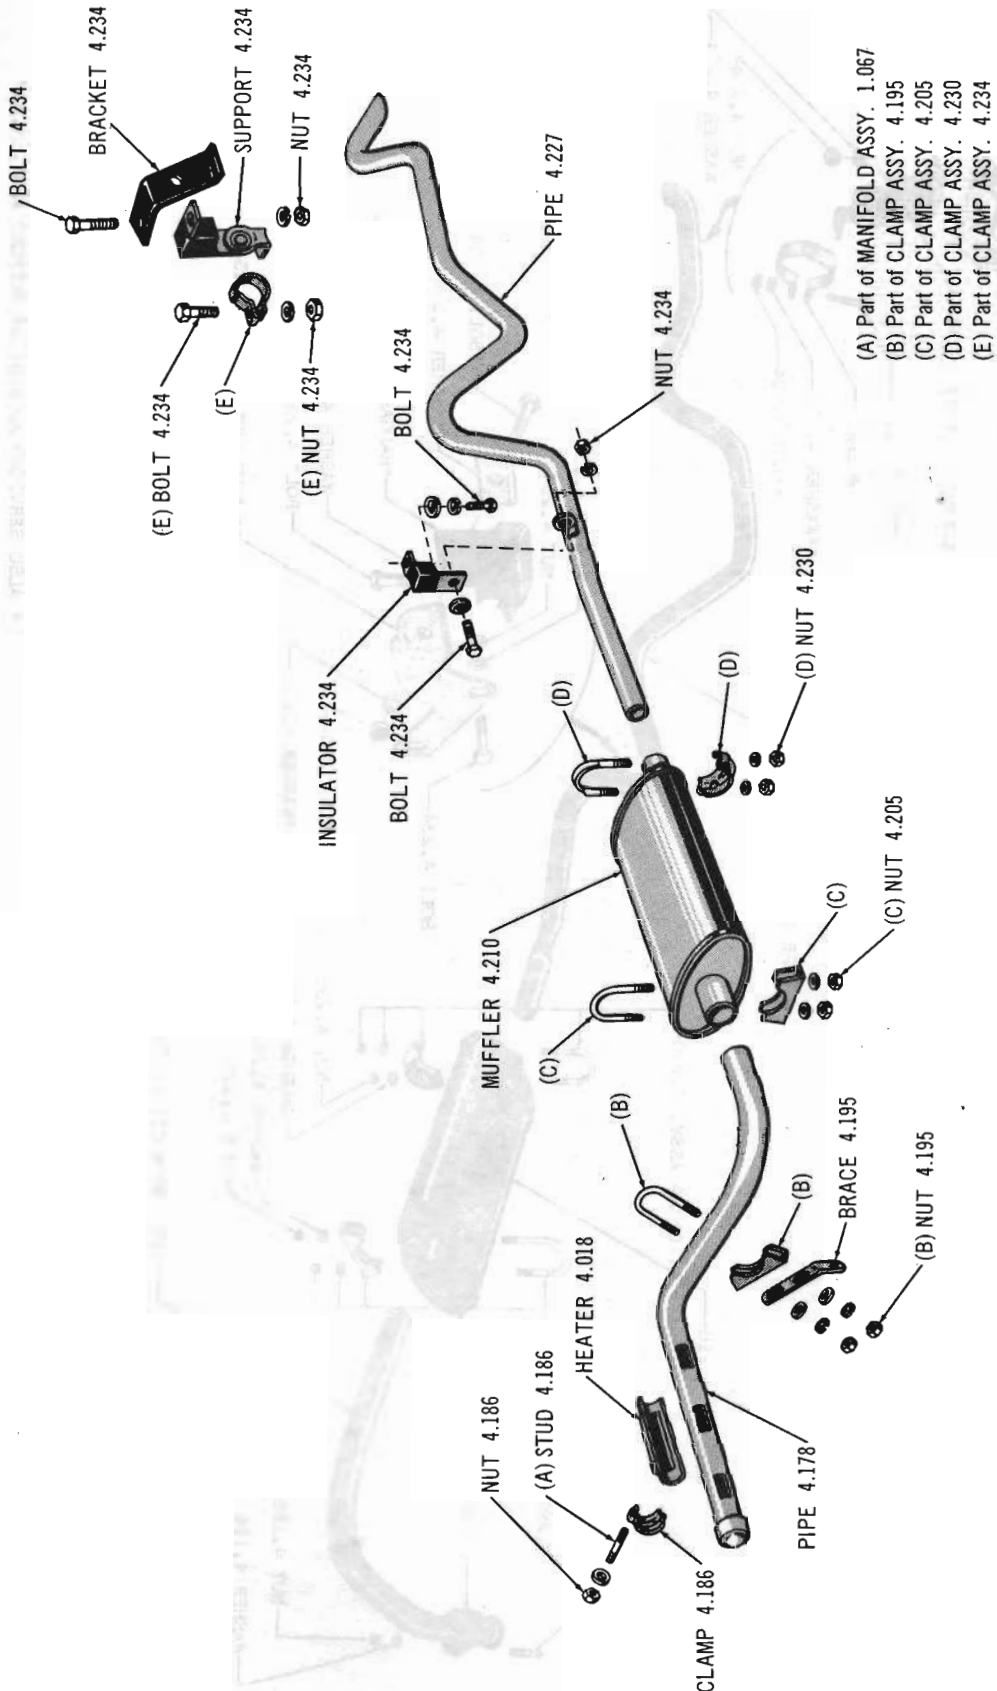 BOLT 4.234
BRACKET 4.234
SUPPORT 4.234
NUT 4.234
(E) BOLT 4.234
(E)
(E) NUT 4.234
PIPE 4.227
BOLT 4.234
NUT 4.234
INSULATOR 4.234
BOLT 4.234
(D)
(D)
(D) NUT 4.230
MUFFLER 4.210
(C)
(C)
(C) NUT 4.205
(B)
(B)
BRACE 4.195
(B) NUT 4.195
HEATER 4.018
(A) STUD 4.186
NUT 4.186
CLAMP 4.186
PIPE 4.178
(A) Part of MANIFOLD ASSY. 1.067
(B) Part of CLAMP ASSY. 4.195
(C) Part of CLAMP ASSY. 4.205
(D) Part of CLAMP ASSY. 4.230
(E) Part of CLAMP ASSY. 4.234